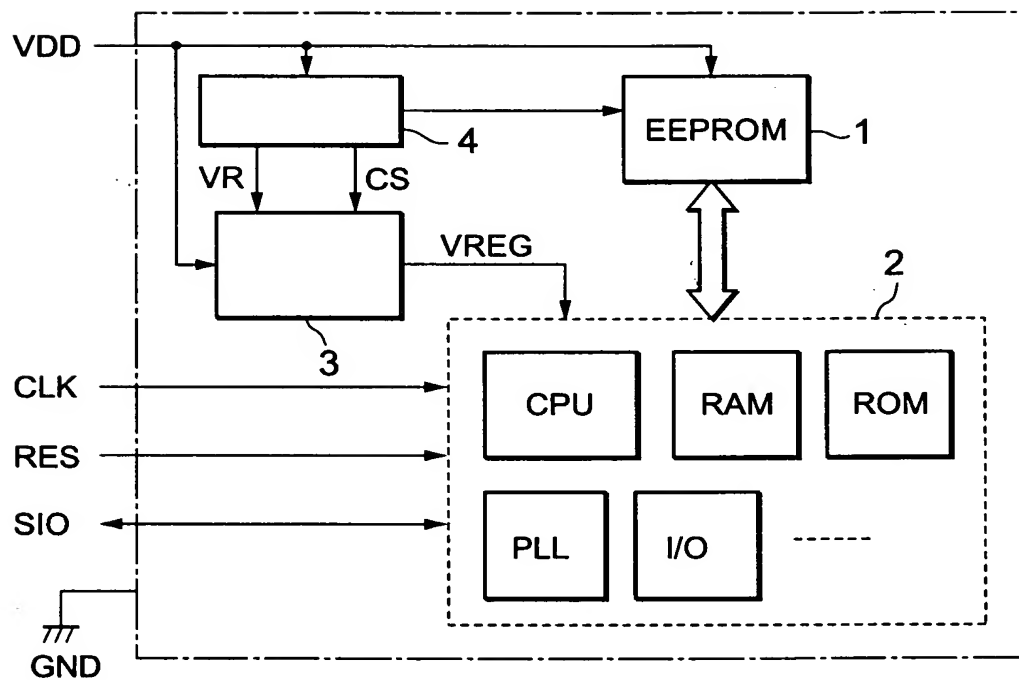 VDD
4
EEPROM
1
VR
CS
VREG
2
3
CLK
CPU
RAM
ROM
RES
SIO
PLL
I/O
GND